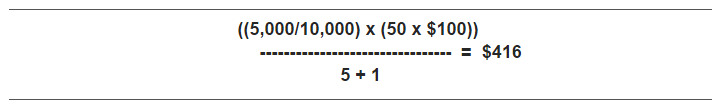 ((5,000/10,000) x (50 x $100))
-------------------------------- = $416
5 + 1